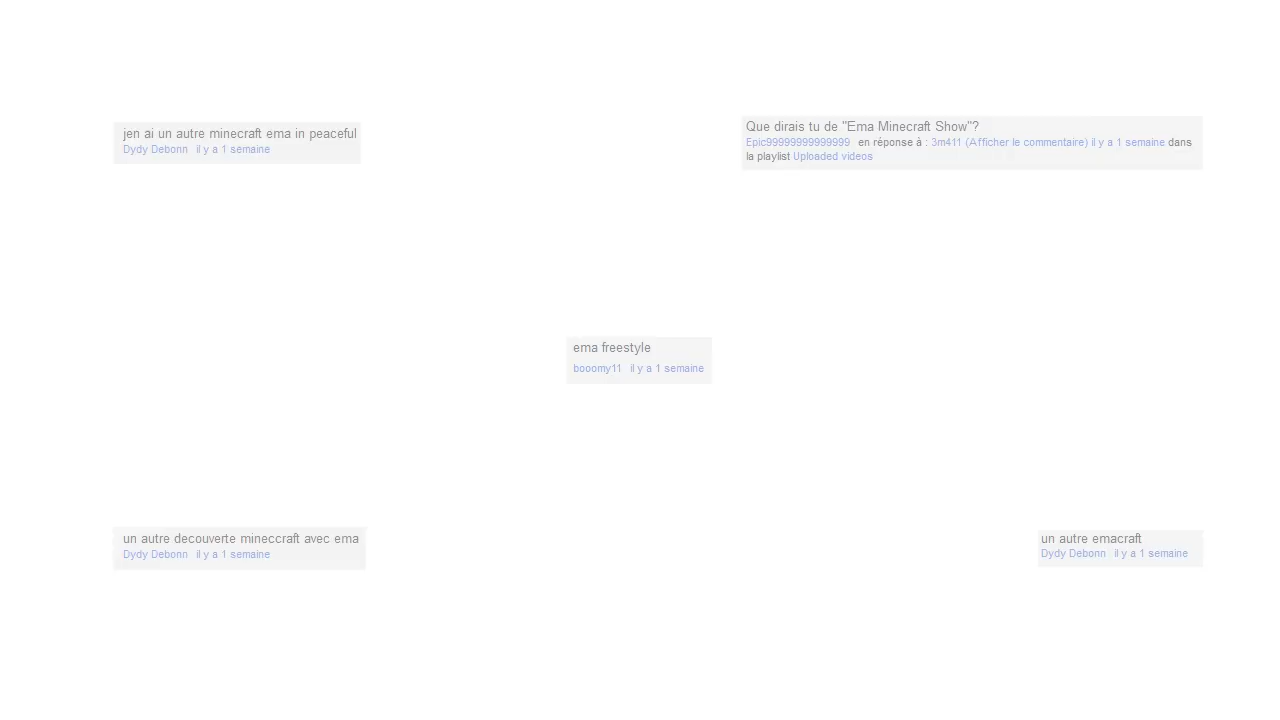 jen ai un autre minecraft ema in peaceful
Dydy Debonn il y a 1 semaine
Que dirais tu de "Ema Minecraft Show"?
Epic99999999999999 en réponse à : 3m411 (Afficher le commentaire) il y a 1 semaine dans
la playlist Uploaded videos
ema freestyle
booomy11 il y a 1 semaine
un autre decouverte mineccraft avec ema
Dydy Debonn il y a 1 semaine
un autre emacraft
Dydy Debonn il y a 1 semaine